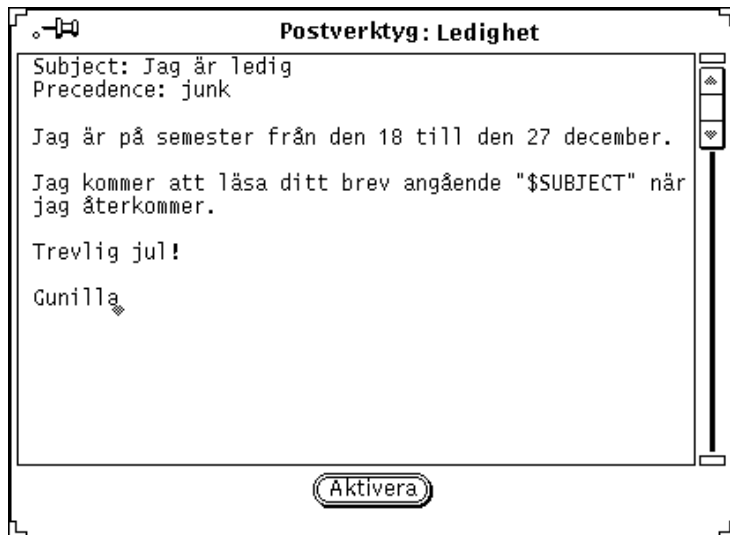 Postverktyg: Ledighet
Subject: Jag är ledig
Precedence: junk
Jag är på semester från den 18 till den 27 december.
Jag kommer att läsa ditt brev angående "$SUBJECT" när
jag återkommer.
Trevlig jul!
Gunilla
Aktivera